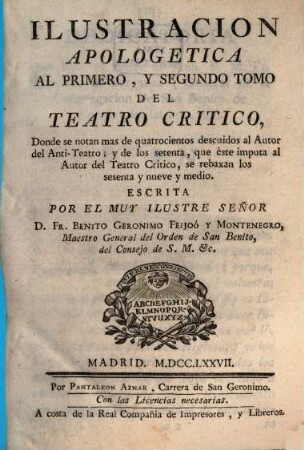 ILUSTRACION
APOLOGETICA
AL PRIMERO, Y SEGUNDO TOMO
DEL
TEATRO CRITICO,
Donde se notan mas de quatrocientos descuidos al Autor
del Anti-Teatro; y de los setenta, que éste imputa al
Autor del Teatro Critico, se rebaxan los
sesenta y nueve y medio.
ESCRITA
POR EL MUY ILUSTRE SEÑOR
D. FR. BENITO GERONIMO FEIJOÓ Y MONTENEGRO,
Maestro General del Orden de San Benito,
del Consejo de S. M. &c.
ABCDEFGHIJ
KLMNOPQR
STUVXYZ
MADRID. M.DCC.LXXVII.
Por PANTALEON AZNAR, Carrera de San Geronimo.
Con las Licencias necesarias.
A costa de la Real Compañia de Impresores, y Libreros.